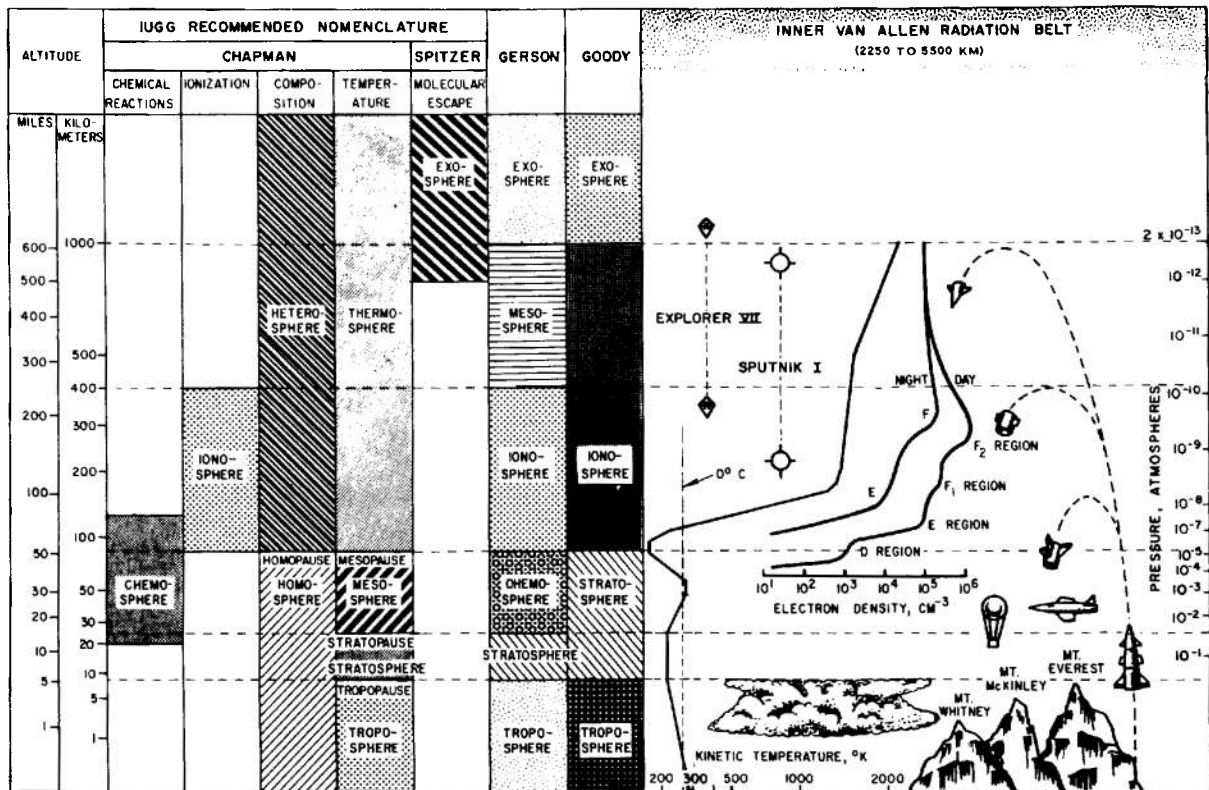 IUGG RECOMMENDED NOMENCLATURE
ALTITUDE
CHAPMAN
SPITZER
GERSON
GOODY
CHEMICAL
REACTIONS
IONIZATION
COMPO-
SITION
TEMPER-
ATURE
MOLECULAR
ESCAPE
MILES
KILO-
METERS
600
500
400
300
200
100
50
30
20
10
5
1
1000
500
400
300
200
100
50
30
20
10
5
1
CHEMO-
SPHERE
IONO-
SPHERE
HETERO-
SPHERE
HOMOPAUSE
HOMO-
SPHERE
THERMO-
SPHERE
MESOPAUSE
MESO-
SPHERE
STRATOPAUSE
STRATOSPHERE
TROPOPAUSE
TROPO-
SPHERE
EXO-
SPHERE
EXO-
SPHERE
MESO-
SPHERE
IONO-
SPHERE
OHEMO-
SPHERE
STRATOSPHERE
TROPO-
SPHERE
EXO-
SPHERE
IONO-
SPHERE
STRATO-
SPHERE
TROPO-
SPHERE
INNER VAN ALLEN RADIATION BELT
(2250 TO 5500 KM)
EXPLORER VII
SPUTNIK I
NIGHT
DAY
F
F2 REGION
0° C
F1 REGION
E
E REGION
D REGION
10¹ 10² 10³ 10⁴ 10⁵ 10⁶
ELECTRON DENSITY, CM⁻³
2 x 10⁻¹³
10⁻¹²
10⁻¹¹
10⁻¹⁰
10⁻⁹
10⁻⁸
10⁻⁷
10⁻⁵
10⁻⁴
10⁻³
10⁻²
10⁻¹
PRESSURE, ATMOSPHERES
MT.
EVEREST
MT.
McKINLEY
MT.
WHITNEY
KINETIC TEMPERATURE, °K
200 300 500 1000 2000